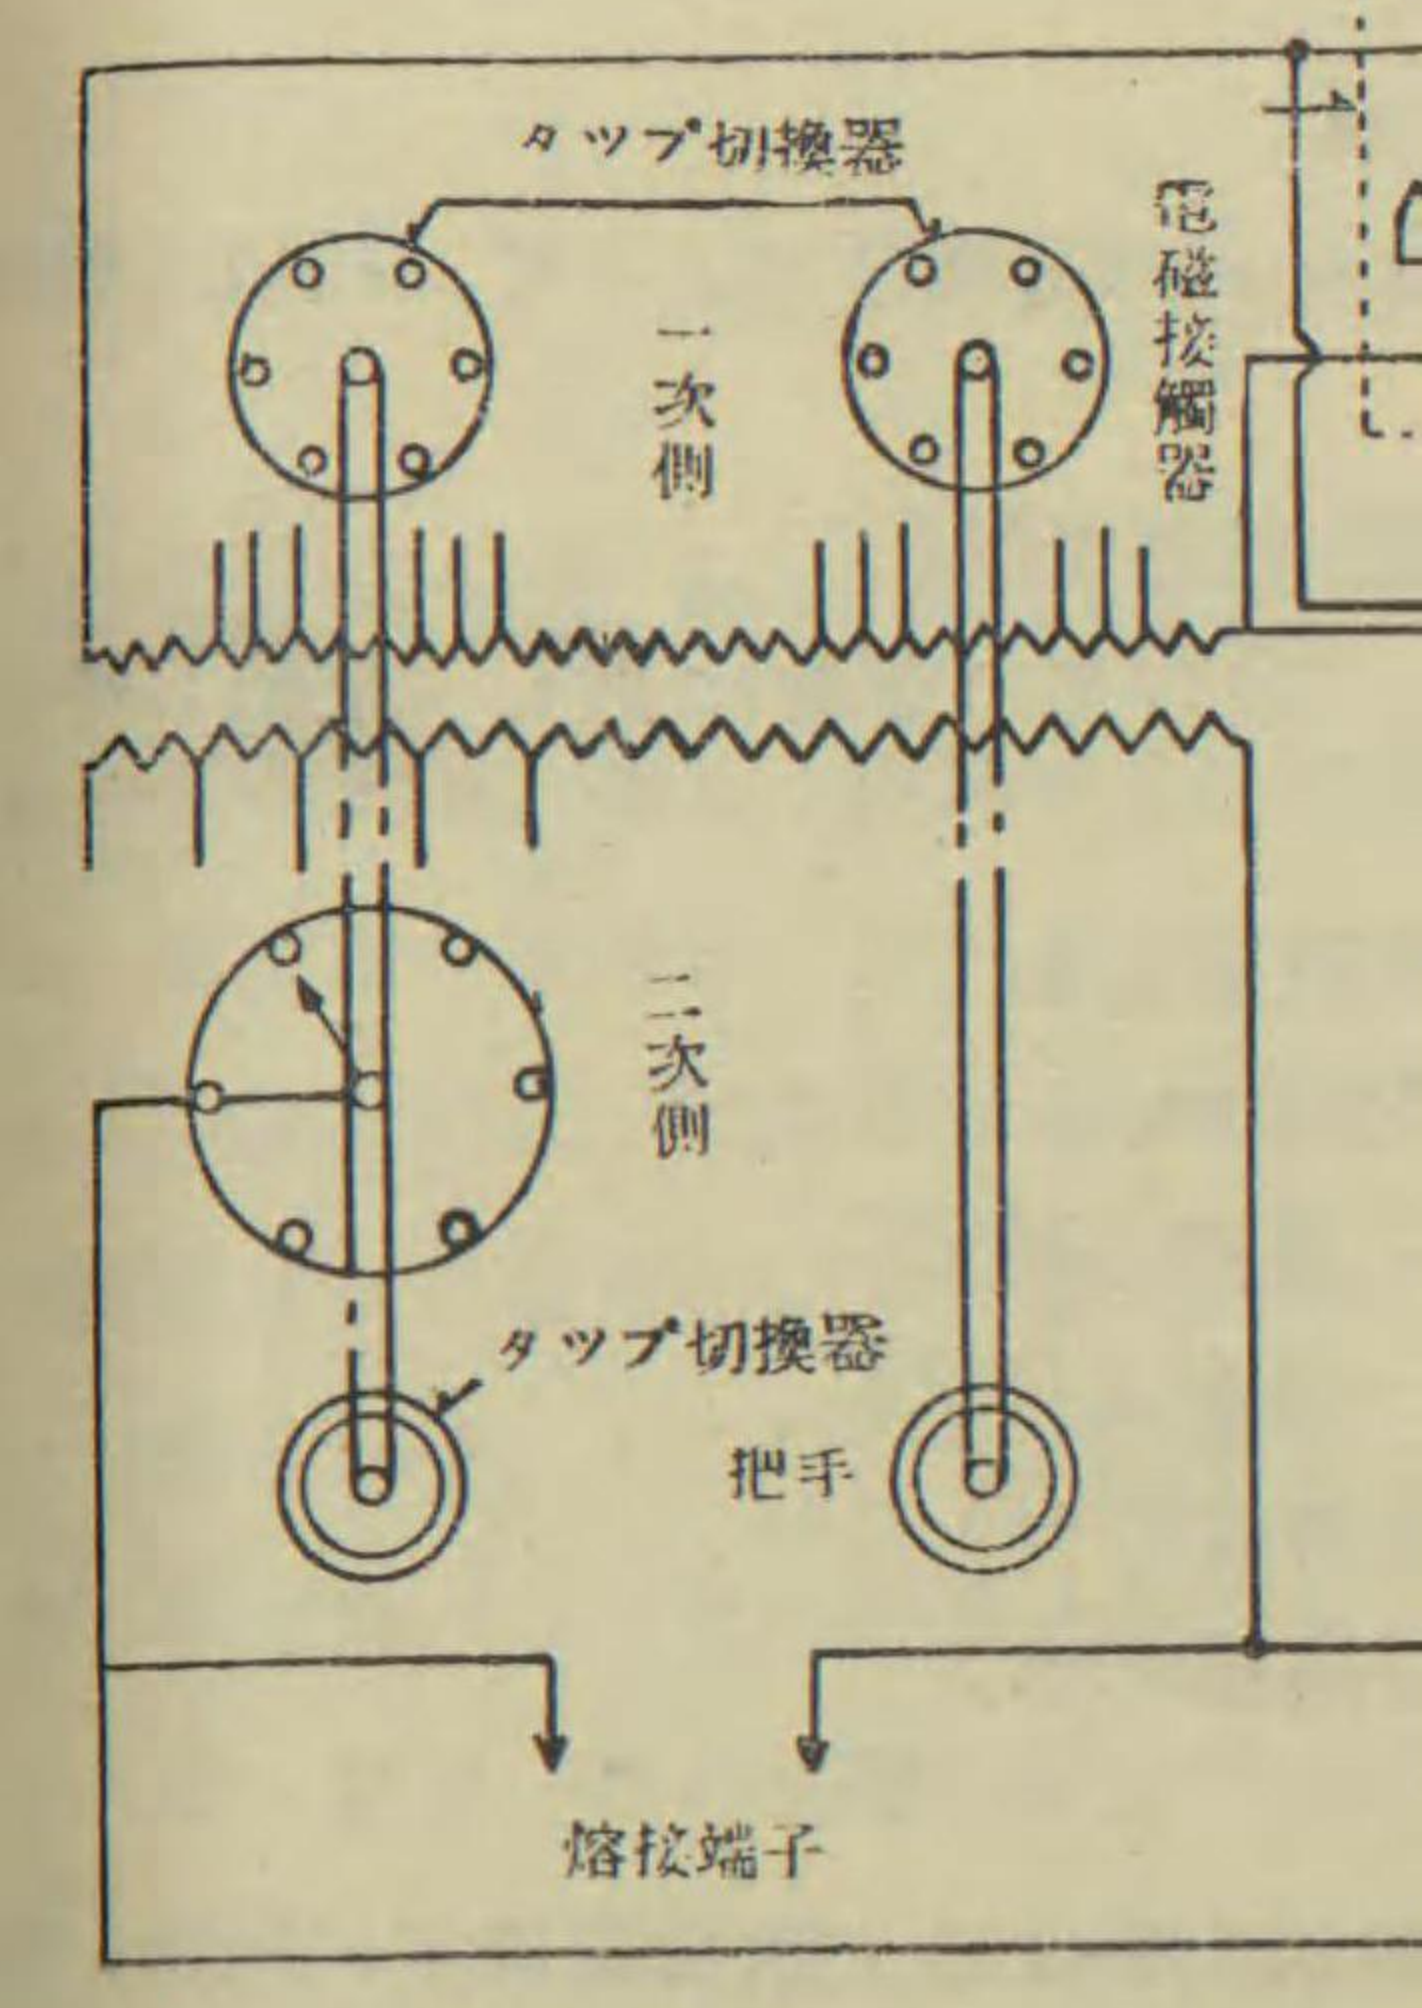 タップ切換器
電磁接觸器
一次側
二次側
タップ切換器
把手
熔接端子